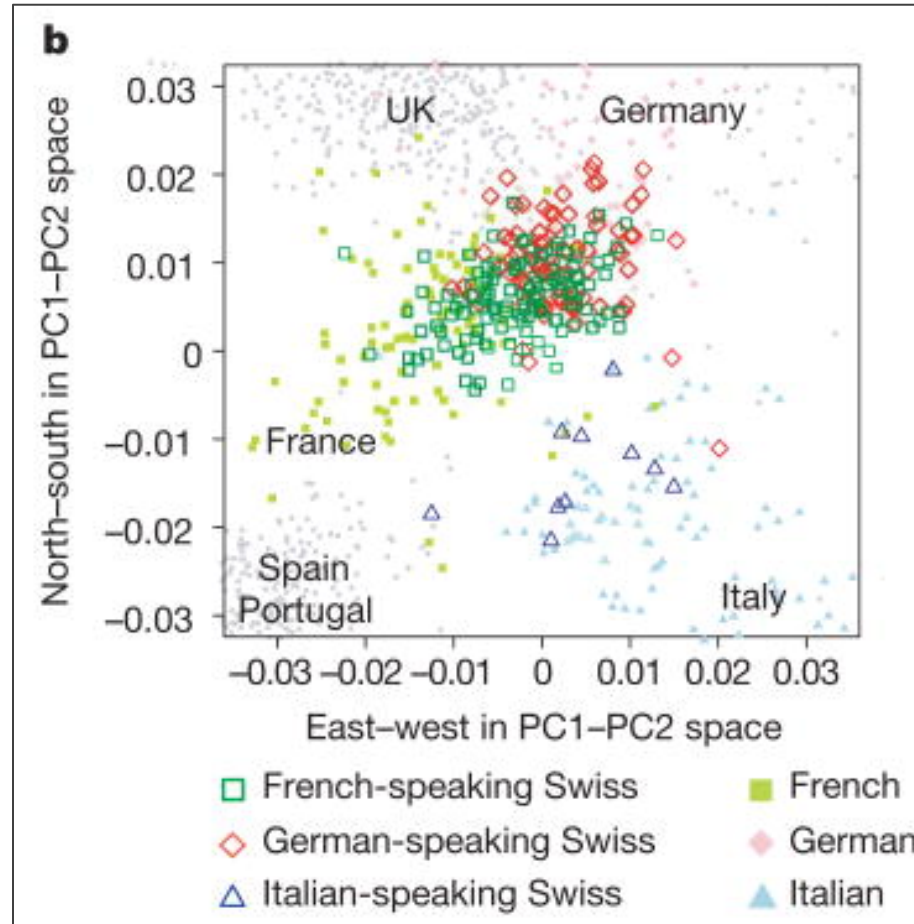 b
North–south in PC1–PC2 space
0.03
0.02
0.01
0
–0.01
–0.02
–0.03
UK
Germany
France
Spain
Portugal
Italy
–0.03 –0.02 –0.01 0 0.01 0.02 0.03
East–west in PC1–PC2 space
French-speaking Swiss
French
German-speaking Swiss
German
Italian-speaking Swiss
Italian